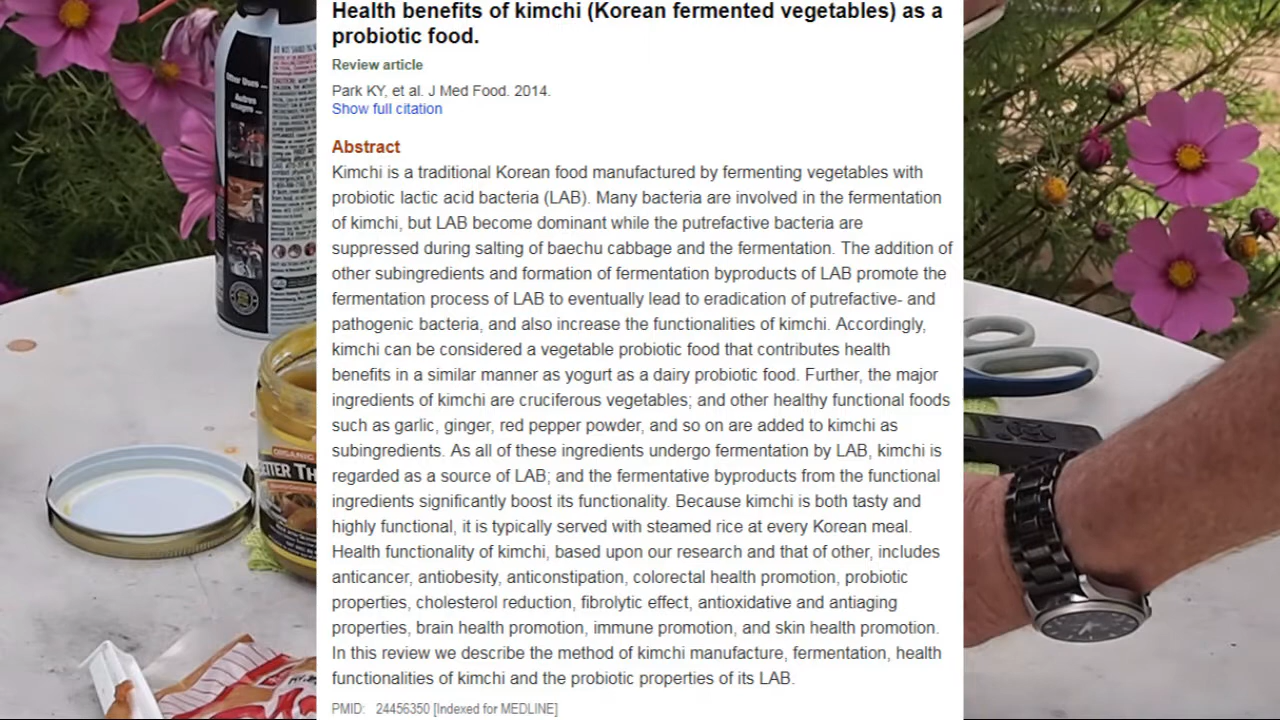 Health benefits of kimchi (Korean fermented vegetables) as a
probiotic food.
Review article
Park KY, et al. J Med Food. 2014.
Show full citation
Abstract
Kimchi is a traditional Korean food manufactured by fermenting vegetables with
probiotic lactic acid bacteria (LAB). Many bacteria are involved in the fermentation
of kimchi, but LAB become dominant while the putrefactive bacteria are
suppressed during salting of baechu cabbage and the fermentation. The addition of
other subingredients and formation of fermentation byproducts of LAB promote the
fermentation process of LAB to eventually lead to eradication of putrefactive- and
pathogenic bacteria, and also increase the functionalities of kimchi. Accordingly,
kimchi can be considered a vegetable probiotic food that contributes health
benefits in a similar manner as yogurt as a dairy probiotic food. Further, the major
ingredients of kimchi are cruciferous vegetables; and other healthy functional foods
such as garlic, ginger, red pepper powder, and so on are added to kimchi as
subingredients. As all of these ingredients undergo fermentation by LAB, kimchi is
regarded as a source of LAB; and the fermentative byproducts from the functional
ingredients significantly boost its functionality. Because kimchi is both tasty and
highly functional, it is typically served with steamed rice at every Korean meal.
Health functionality of kimchi, based upon our research and that of other, includes
anticancer, antiobesity, anticonstipation, colorectal health promotion, probiotic
properties, cholesterol reduction, fibrolytic effect, antioxidative and antiaging
properties, brain health promotion, immune promotion, and skin health promotion.
In this review we describe the method of kimchi manufacture, fermentation, health
functionalities of kimchi and the probiotic properties of its LAB.
PMID: 24456350 [Indexed for MEDLINE]
Other Uses ...
Autres
usages ...
ORGANIC
ETTER TH